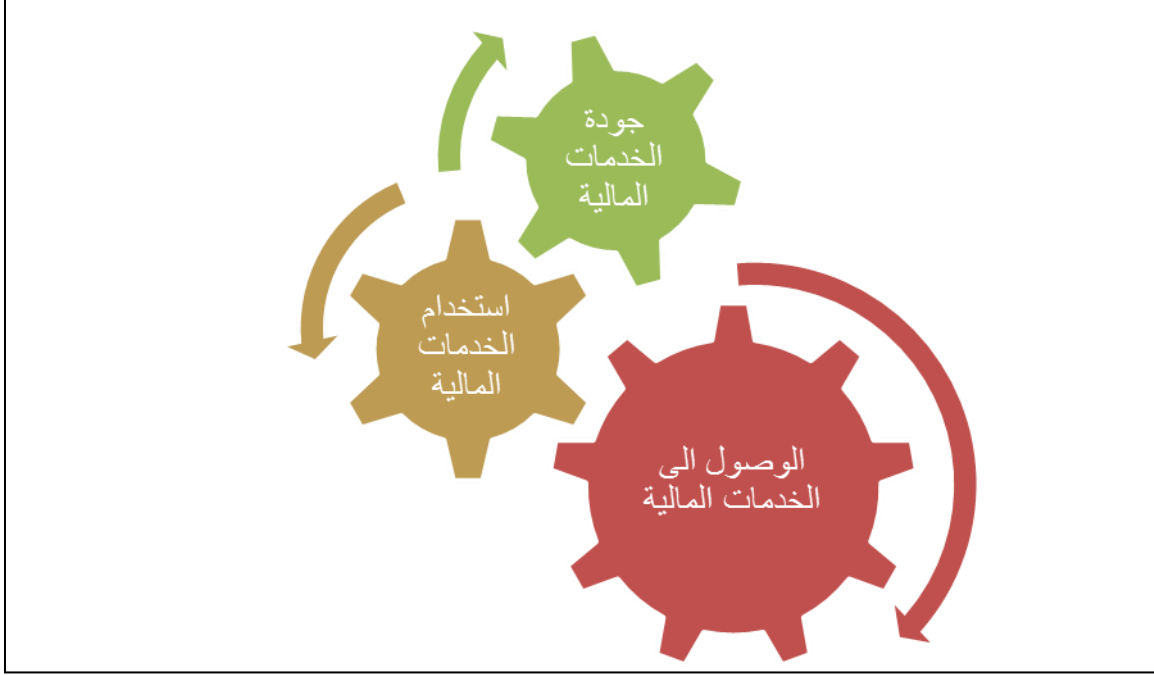 جودة
الخدمات
المالية
استخدام
الخدمات
المالية
الوصول الى
الخدمات المالية